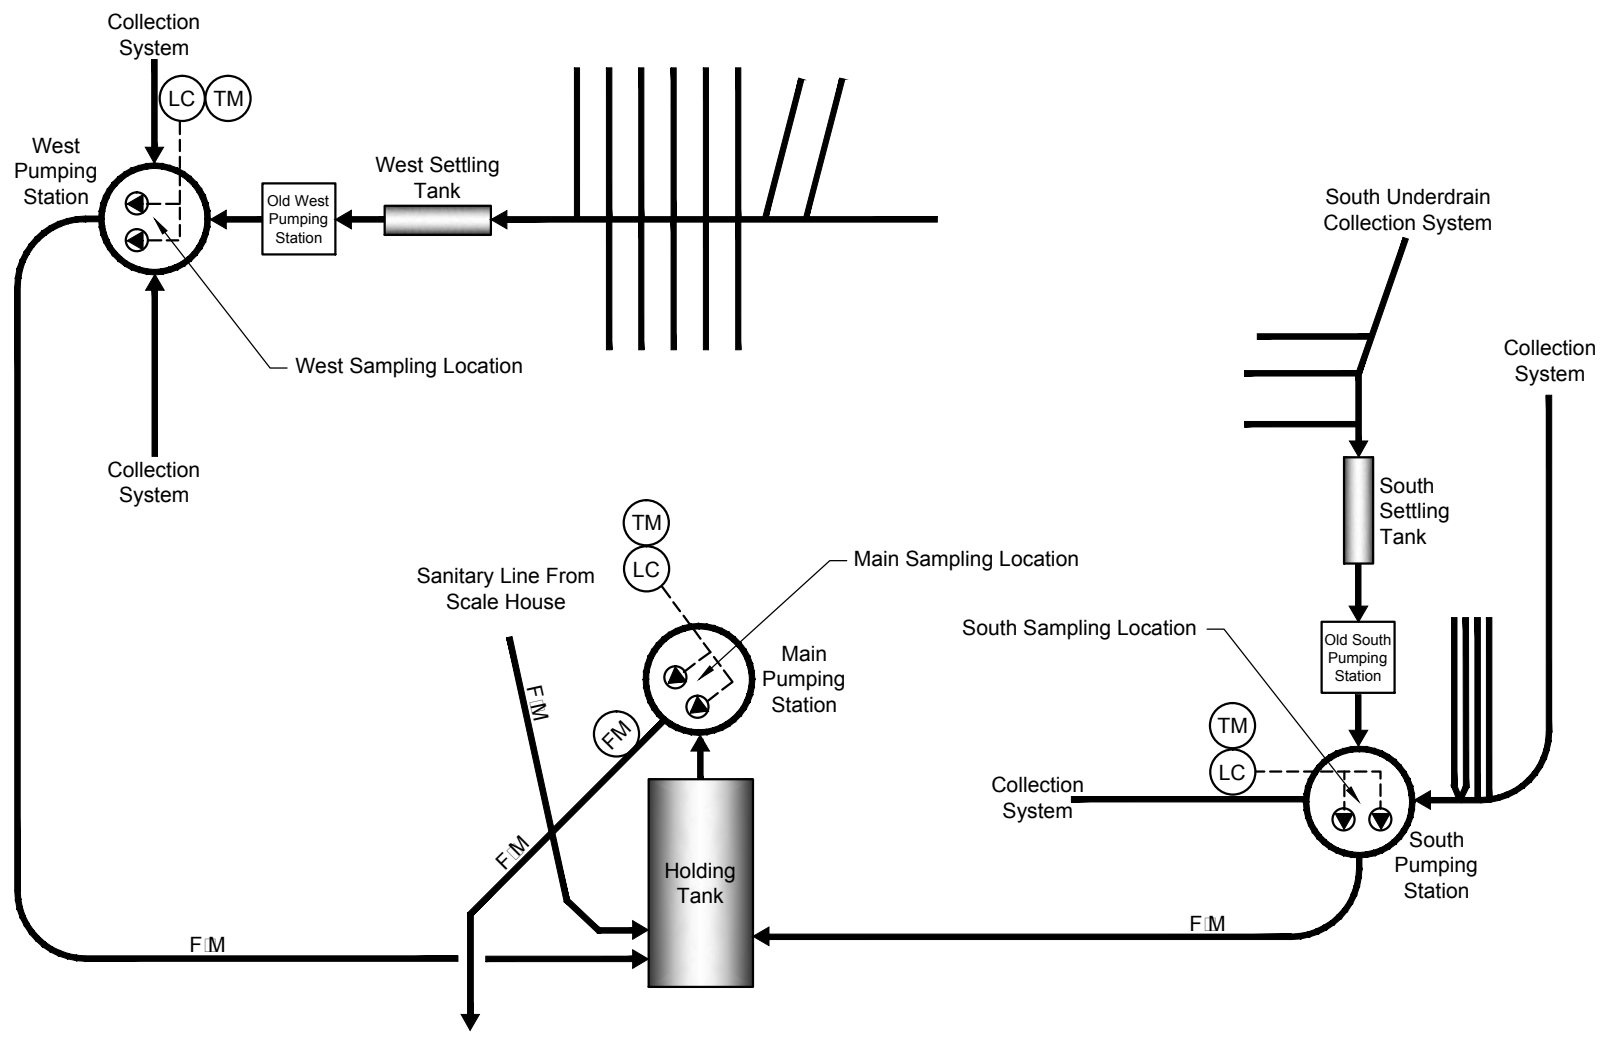 Collection
System
LC
TM
West
Pumping
Station
West Settling
Tank
Old West
Pumping
Station
West Sampling Location
Collection
System
South Underdrain
Collection System
Collection
System
South
Settling
Tank
TM
LC
Main Sampling Location
Sanitary Line From
Scale House
South Sampling Location
Old South
Pumping
Station
Main
Pumping
Station
F.M
FM
TM
LC
Collection
System
F.M
South
Pumping
Station
Holding
Tank
F.M
F.M